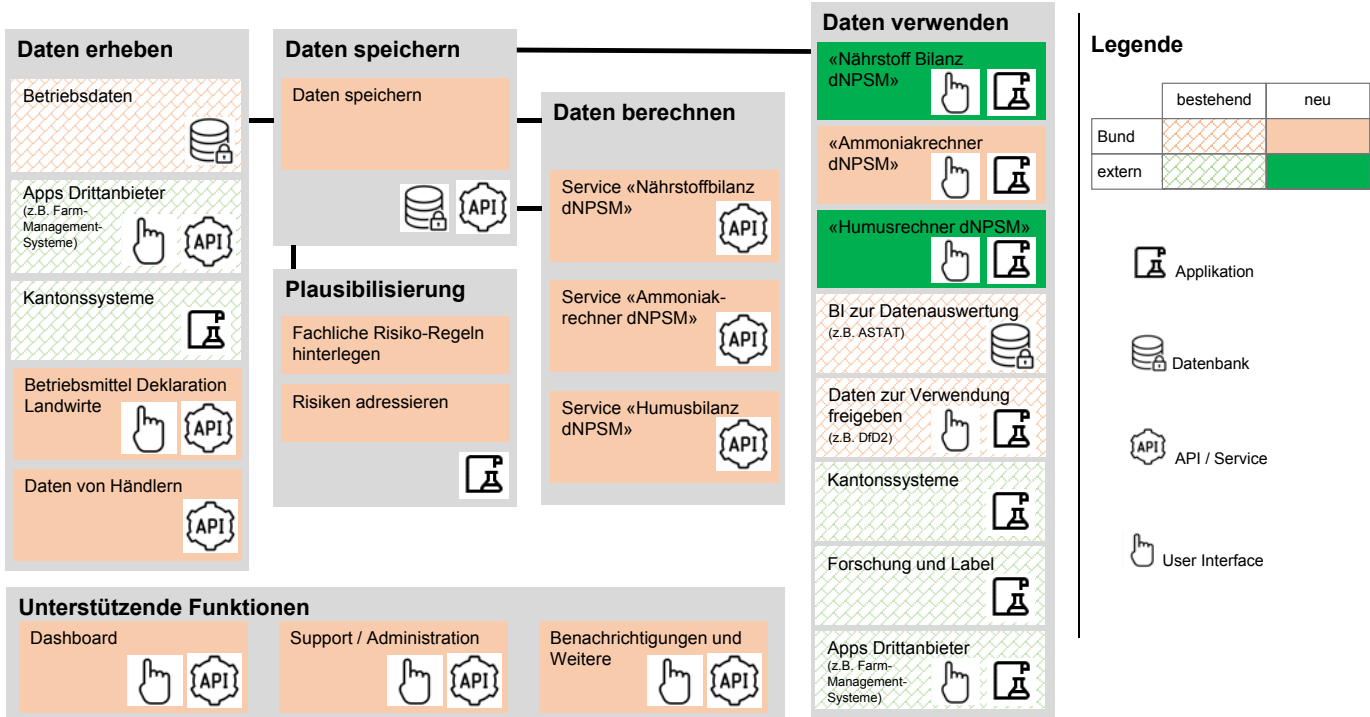 Daten erheben
Betriebsdaten
Apps Drittanbieter
(z.B. Farm-
Management-
Systeme)
API
Kantonssysteme
Betriebsmittel Deklaration
Landwirte
API
Daten von Händlern
API
Daten speichern
Daten speichern
API
Plausibilisierung
Fachliche Risiko-Regeln
hinterlegen
Risiken adressieren
Daten berechnen
Service «Nährstoffbilanz
dNPSM»
API
Service «Ammoniak-
rechner dNPSM»
API
Service «Humusbilanz
dNPSM»
API
Daten verwenden
«Nährstoff Bilanz
dNPSM»
«Ammoniakrechner
dNPSM»
«Humusrechner dNPSM»
BI zur Datenauswertung
(z.B. ASTAT)
Daten zur Verwendung
freigeben
(z.B. DfD2)
Kantonssysteme
Forschung und Label
Apps Drittanbieter
(z.B. Farm-
Management-
Systeme)
Unterstützende Funktionen
Dashboard
API
Support / Administration
API
Benachrichtigungen und
Weitere
API
Legende
bestehend neu
Bund
extern
Applikation
Datenbank
API
API / Service
User Interface